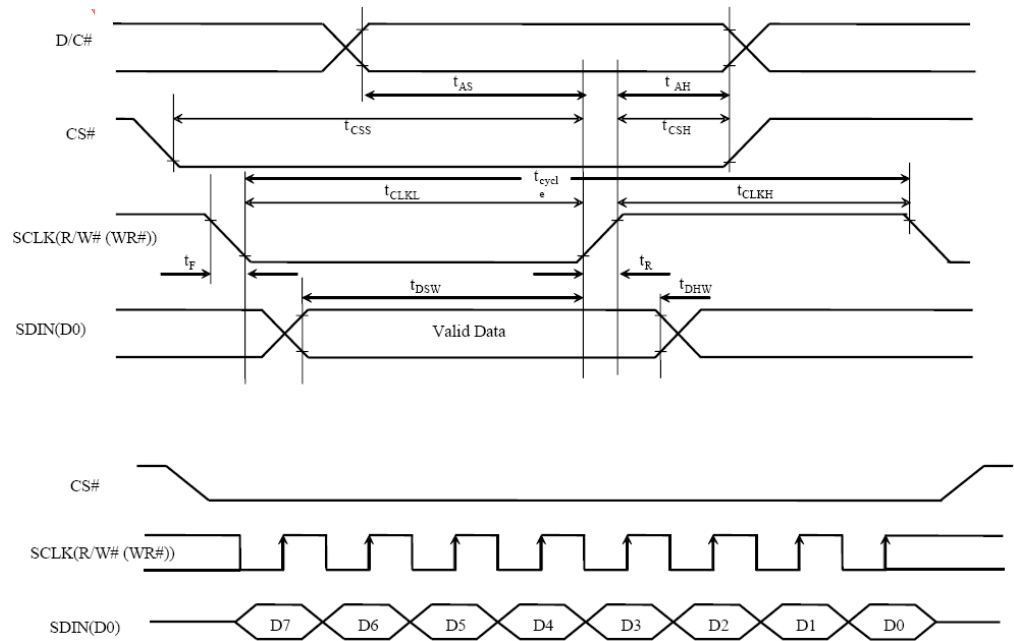 D/C#
tAS
tAH
tCSS
tCSH
CS#
tcycl
e
tCLKL
tCLKH
SCLK(R/W# (WR#))
tF
tR
tDSW
tDHW
SDIN(D0)
Valid Data
CS#
SCLK(R/W# (WR#))
SDIN(D0)
D7 D6 D5 D4 D3 D2 D1 D0